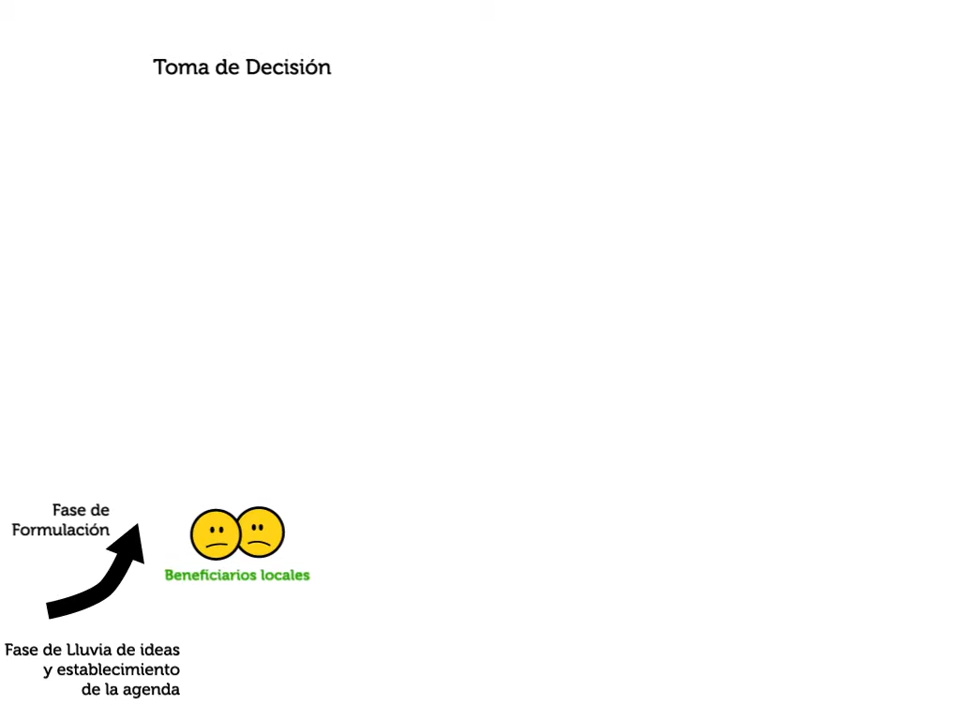 Toma de Decisión
Fase de
Formulación
Beneficiarios locales
Fase de Lluvia de ideas
y establecimiento
de la agenda